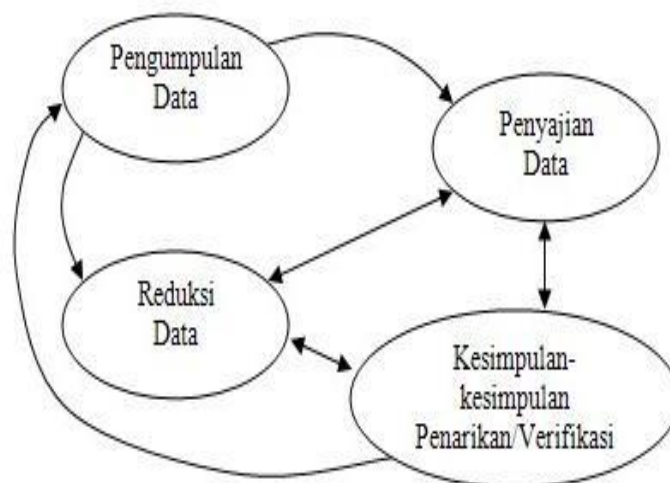 Pengumpulan
Data
Penyajian
Data
Reduksi
Data
Kesimpulan-
kesimpulan
Penarikan/Verifikasi